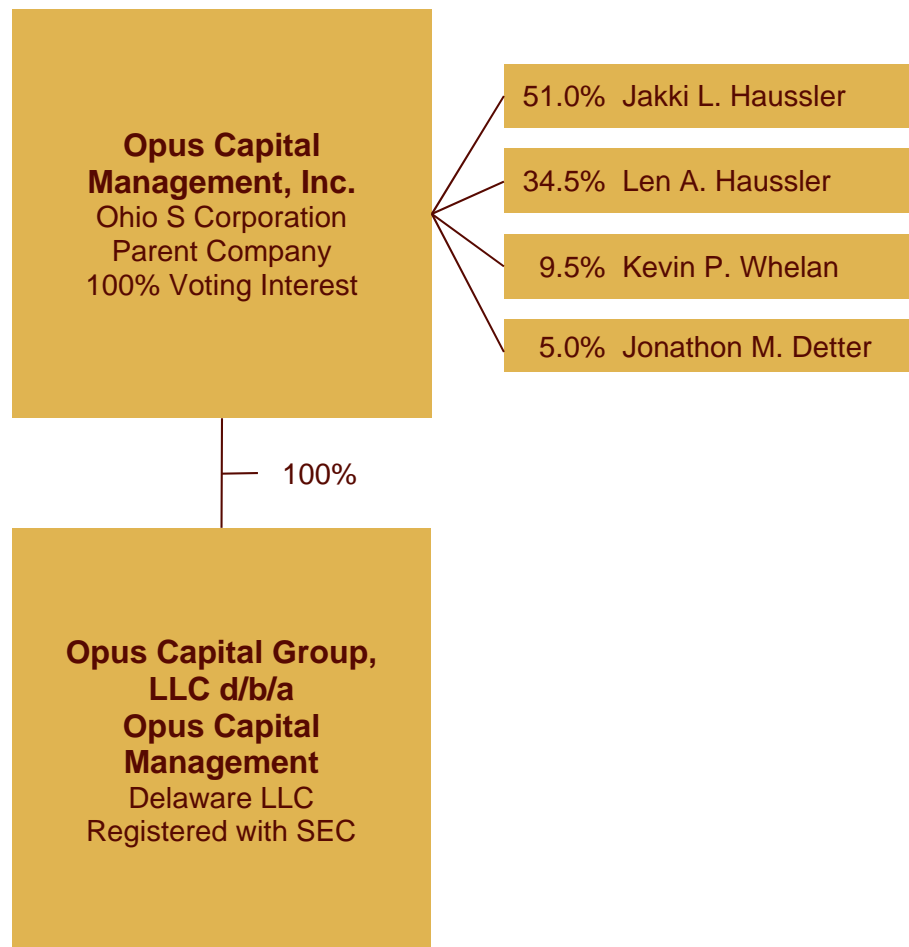 Opus Capital
Management, Inc.
Ohio S Corporation
Parent Company
100% Voting Interest
51.0% Jakki L. Haussler
34.5% Len A. Haussler
9.5% Kevin P. Whelan
5.0% Jonathon M. Detter
100%
Opus Capital Group,
LLC d/b/a
Opus Capital
Management
Delaware LLC
Registered with SEC